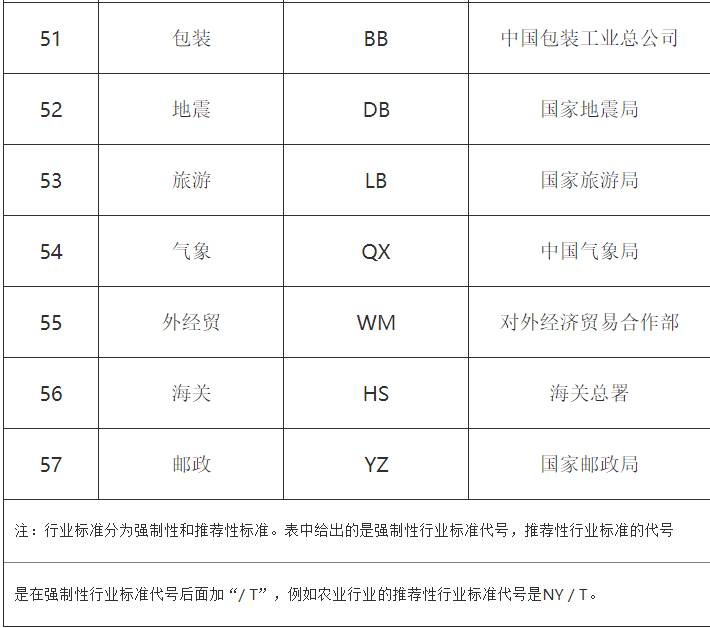 51 包装 BB 中国包装工业总公司
52 地震 DB 国家地震局
53 旅游 LB 国家旅游局
54 气象 QX 中国气象局
55 外经贸 WM 对外经济贸易合作部
56 海关 HS 海关总署
57 邮政 YZ 国家邮政局
注：行业标准分为强制性和推荐性标准。表中给出的是强制性行业标准代号，推荐性行业标准的代号
是在强制性行业标准代号后面加“/ T”，例如农业行业的推荐性行业标准代号是NY / T。